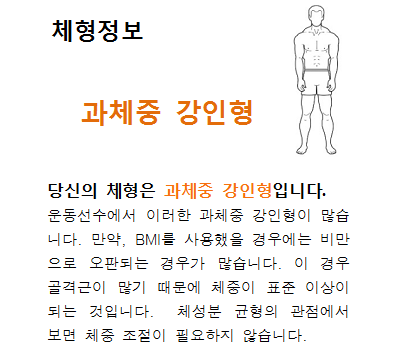 체형정보
과체중 강인형
당신의 체형은 과체중 강인형입니다.
운동선수에서 이러한 과체중 강인형이 많습
니다. 만약, BMI를 사용했을 경우에는 비만
으로 오판되는 경우가 많습니다. 이 경우
골격근이 많기 때문에 체중이 표준 이상이
되는 것입니다. 체성분 균형의 관점에서
보면 체중 조절이 필요하지 않습니다.